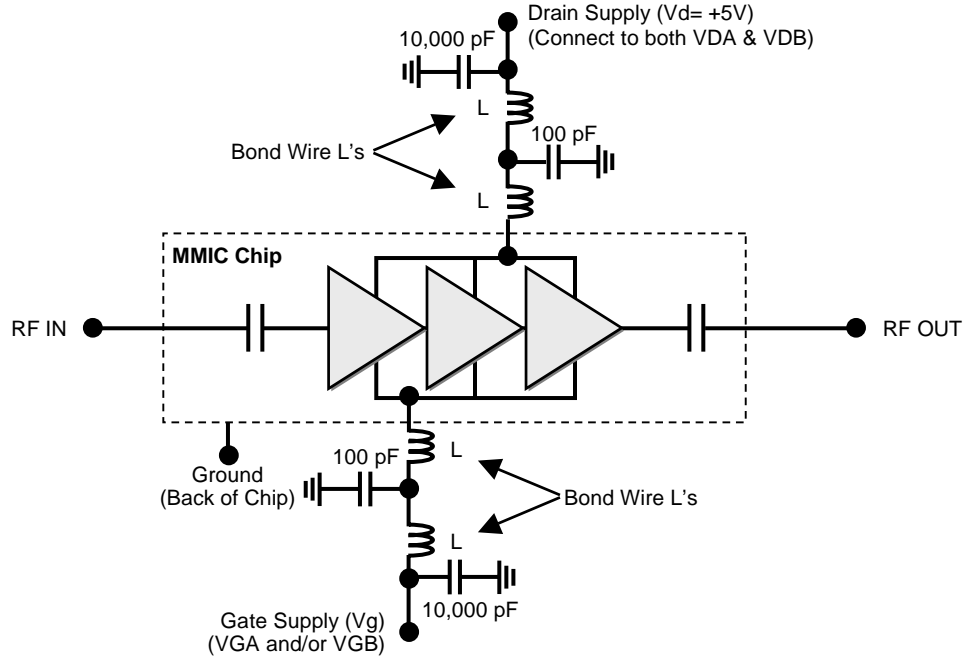 Drain Supply (Vd= +5V)
(Connect to both VDA & VDB)
10,000 pF
L
100 pF
Bond Wire L's
L
MMIC Chip
RF IN
RF OUT
100 pF
L
Ground
(Back of Chip)
Bond Wire L's
L
10,000 pF
Gate Supply (Vg)
(VGA and/or VGB)